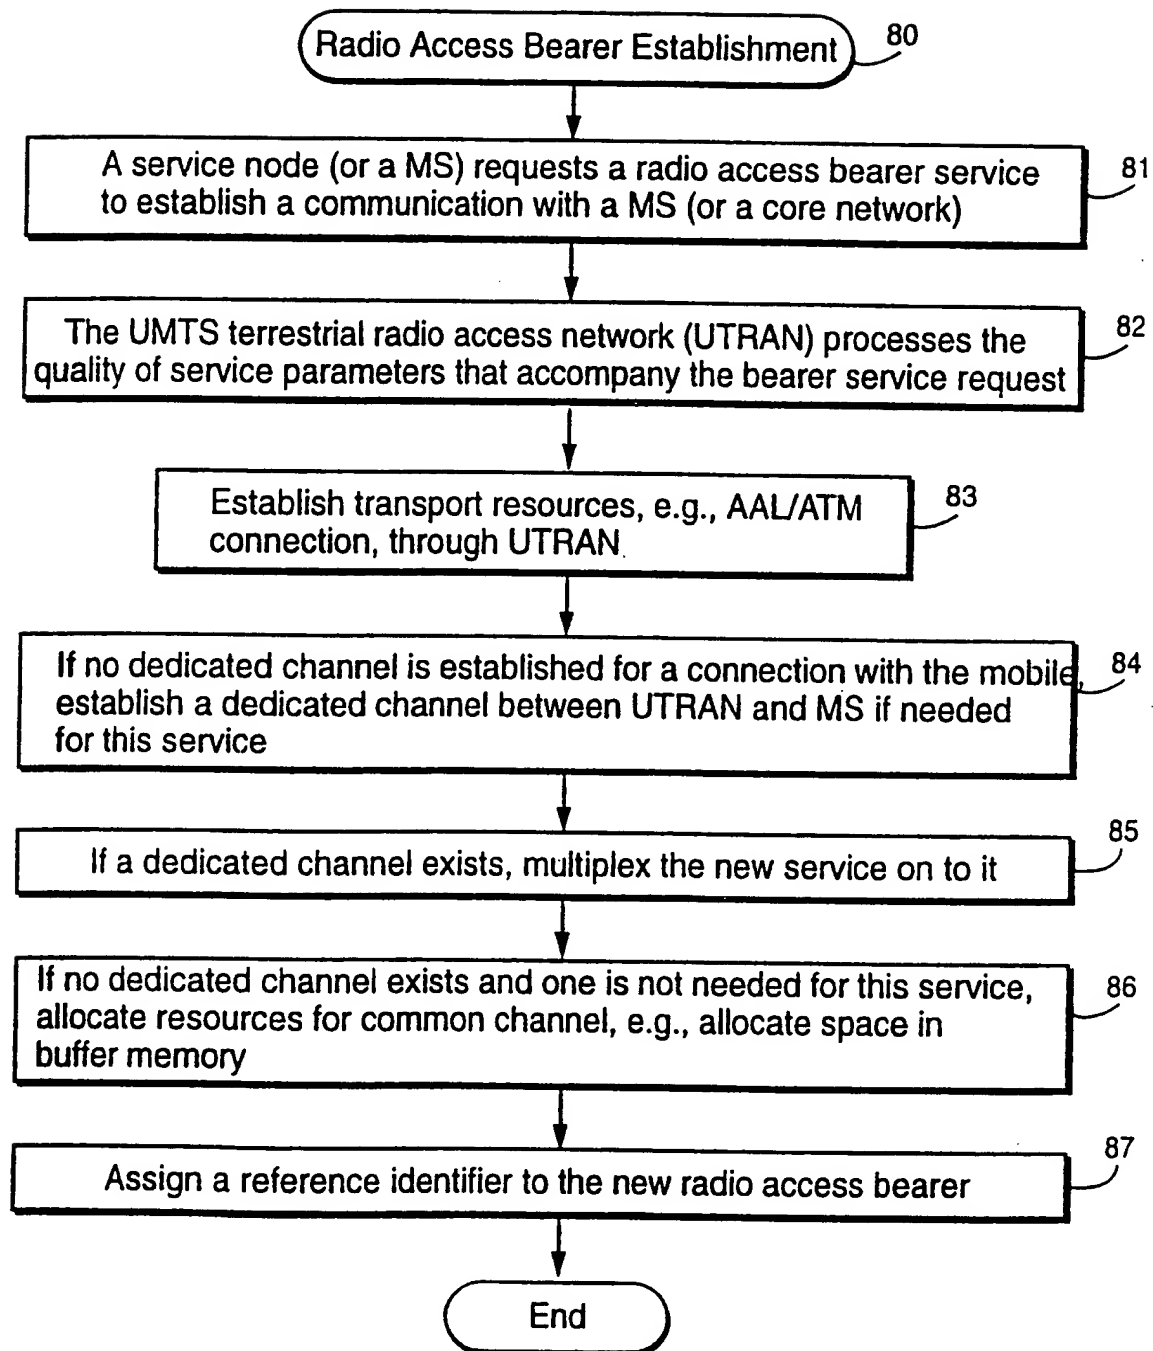 Radio Access Bearer Establishment
80
A service node (or a MS) requests a radio access bearer service
to establish a communication with a MS (or a core network)
81
The UMTS terrestrial radio access network (UTRAN) processes the
quality of service parameters that accompany the bearer service request
82
Establish transport resources, e.g., AAL/ATM
connection, through UTRAN
83
If no dedicated channel is established for a connection with the mobile,
establish a dedicated channel between UTRAN and MS if needed
for this service
84
If a dedicated channel exists, multiplex the new service on to it
85
If no dedicated channel exists and one is not needed for this service,
allocate resources for common channel, e.g., allocate space in
buffer memory
86
Assign a reference identifier to the new radio access bearer
87
End